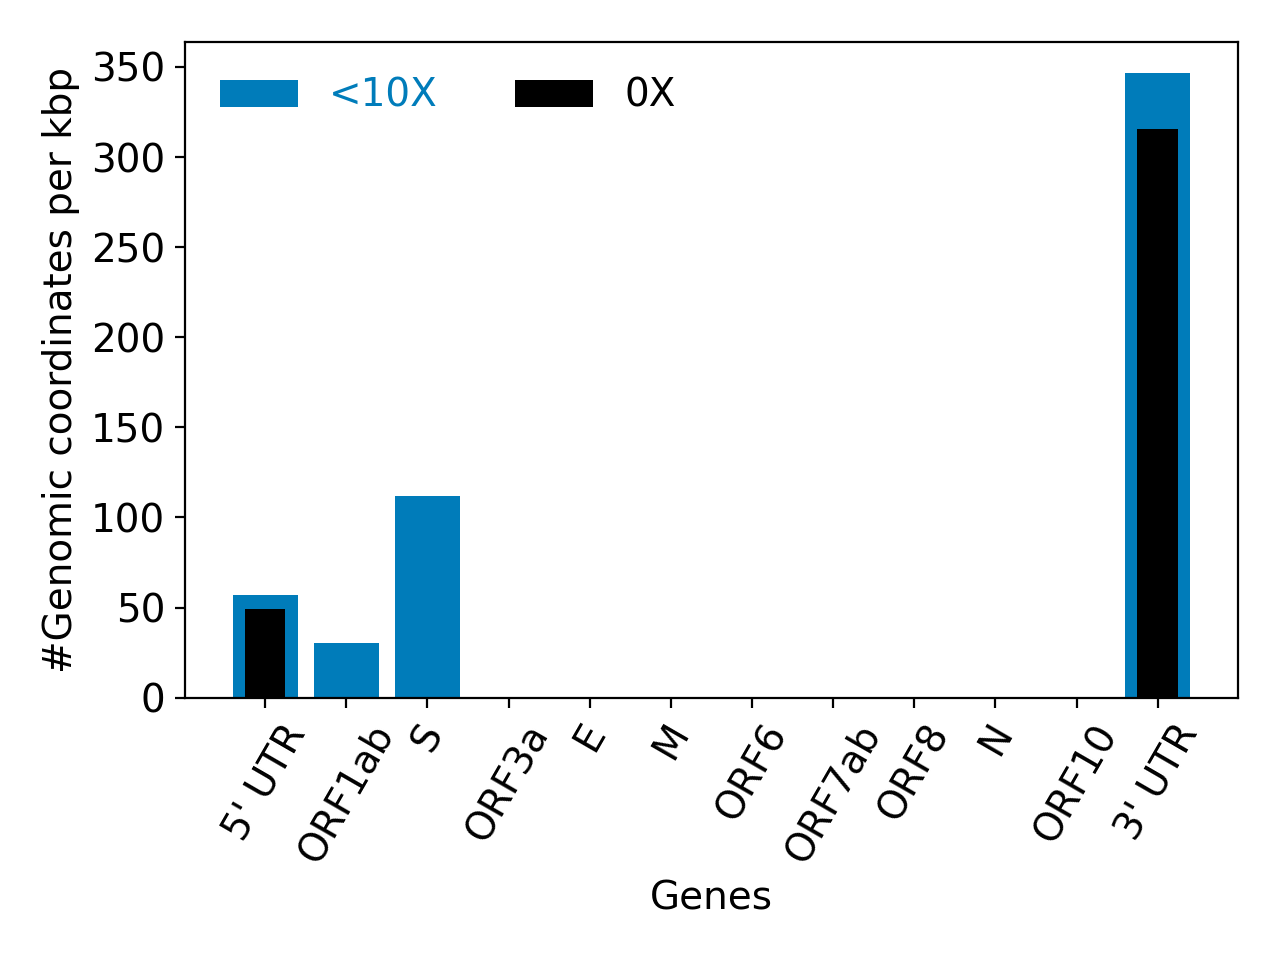 #Genomic coordinates per kbp
350
300
250
200
150
100
50
0
<10X
0X
5' UTR
ORF1ab
S
ORF3a
E
M
ORF6
ORF7ab
ORF8
N
ORF10
3' UTR
Genes